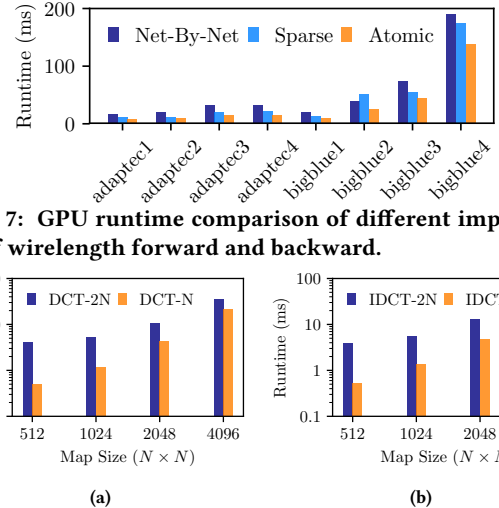 Runtime (ms)
200
100
0
Net-By-Net Sparse Atomic
adaptec1 adaptec2 adaptec3 adaptec4 bigblue1 bigblue2 bigblue3 bigblue4
7: GPU runtime comparison of different
wirelength forward and backward.
DCT-2N DCT-N
512 1024 2048 4096
Map Size (N × N)
(a)
Runtime (ms)
100
10
1
0.1
IDCT-2N
512 1024 2048
Map Size
(b)